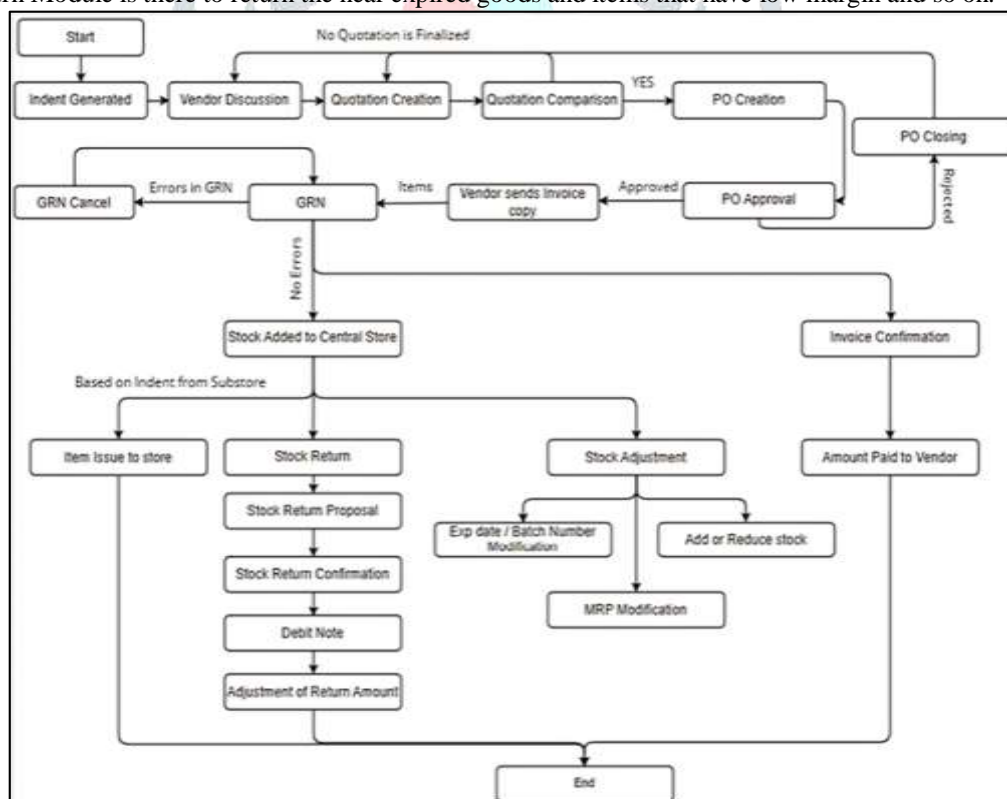 Module is there to return the near expired goods and items that have low margin and so on.
Start
No Quotation is Finalized
Indent Generated
Vendor Discussion
Quotation Creation
Quotation Comparison
YES
PO Creation
PO Closing
GRN Cancel
Errors in GRN
GRN
Items
Vendor sends Invoice
copy
Approved
PO Approval
Rejected
No Errors
Stock Added to Central Store
Invoice Confirmation
Based on Indent from Substore
Item Issue to store
Stock Return
Stock Adjustment
Amount Paid to Vendor
Stock Return Proposal
Exp date / Batch Number
Modification
Add or Reduce stock
Stock Return Confirmation
MRP Modification
Debit Note
Adjustment of Return Amount
End